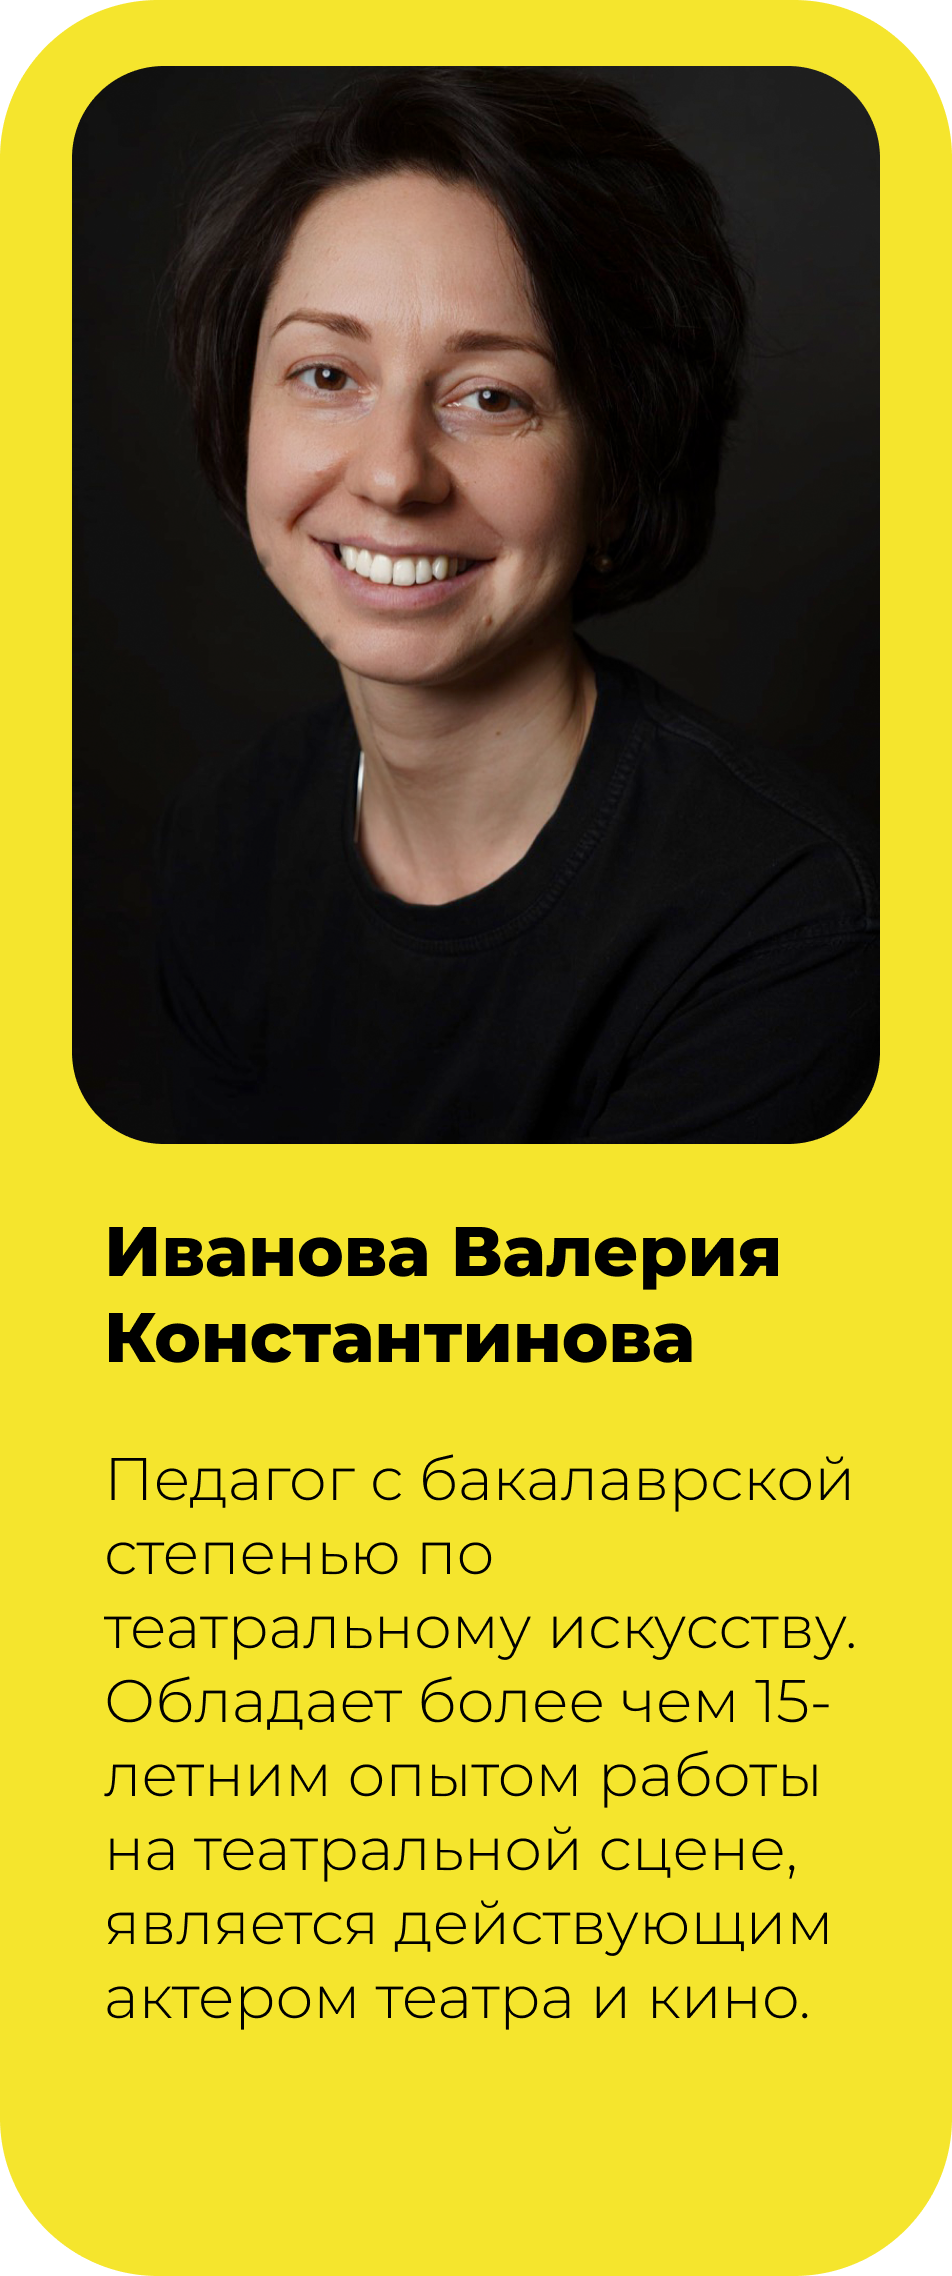 Иванова Валерия
Константинова
Педагог с бакалаврской
степенью по
театральному искусству.
Обладает более чем 15-
летним опытом работы
на театральной сцене,
является действующим
актером театра и кино.